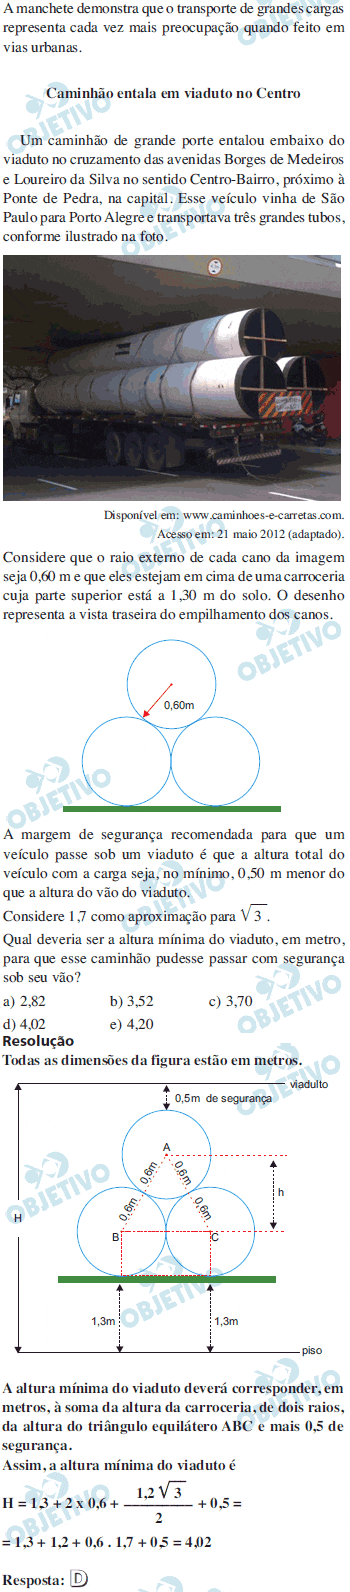 A manchete demonstra que o transporte de grandes cargas
representa cada vez mais preocupação quando feito em
vias urbanas.
Caminhão entala em viaduto no Centro
Um caminhão de grande porte entalou embaixo do
viaduto no cruzamento das avenidas Borges de Medeiros
e Loureiro da Silva no sentido Centro-Bairro, próximo à
Ponte de Pedra, na capital. Esse veículo vinha de São
Paulo para Porto Alegre e transportava três grandes tubos,
conforme ilustrado na foto.
Disponível em: www.caminhoes-e-carretas.com.
Acesso em: 21 maio 2012 (adaptado).
Considere que o raio externo de cada cano da imagem
seja 0,60 m e que eles estejam em cima de uma carroceria
cuja parte superior está a 1,30 m do solo. O desenho
representa a vista traseira do empilhamento dos canos.
0,60m
A margem de segurança recomendada para que um
veículo passe sob um viaduto é que a altura total do
veículo com a carga seja, no mínimo, 0,50 m menor do
que a altura do vão do viaduto.
Considere 1,7 como aproximação para √3 .
Qual deveria ser a altura mínima do viaduto, em metro,
para que esse caminhão pudesse passar com segurança
sob seu vão?
a) 2,82 b) 3,52 c) 3,70
d) 4,02 e) 4,20
Resolução
Todas as dimensões da figura estão em metros.
viadulto
0,5m de segurança
A
0,6m 0,6m
H
h
0,6m 0,6m
B C
1,3m 1,3m
piso
A altura mínima do viaduto deverá corresponder, em
metros, à soma da altura da carroceria, de dois raios,
da altura do triângulo equilátero ABC e mais 0,5 de
segurança.
Assim, a altura mínima do viaduto é
H = 1,3 + 2 x 0,6 + 1,2 √3 / 2 + 0,5 =
= 1,3 + 1,2 + 0,6 . 1,7 + 0,5 = 4,02
Resposta: D
OBJETIVO